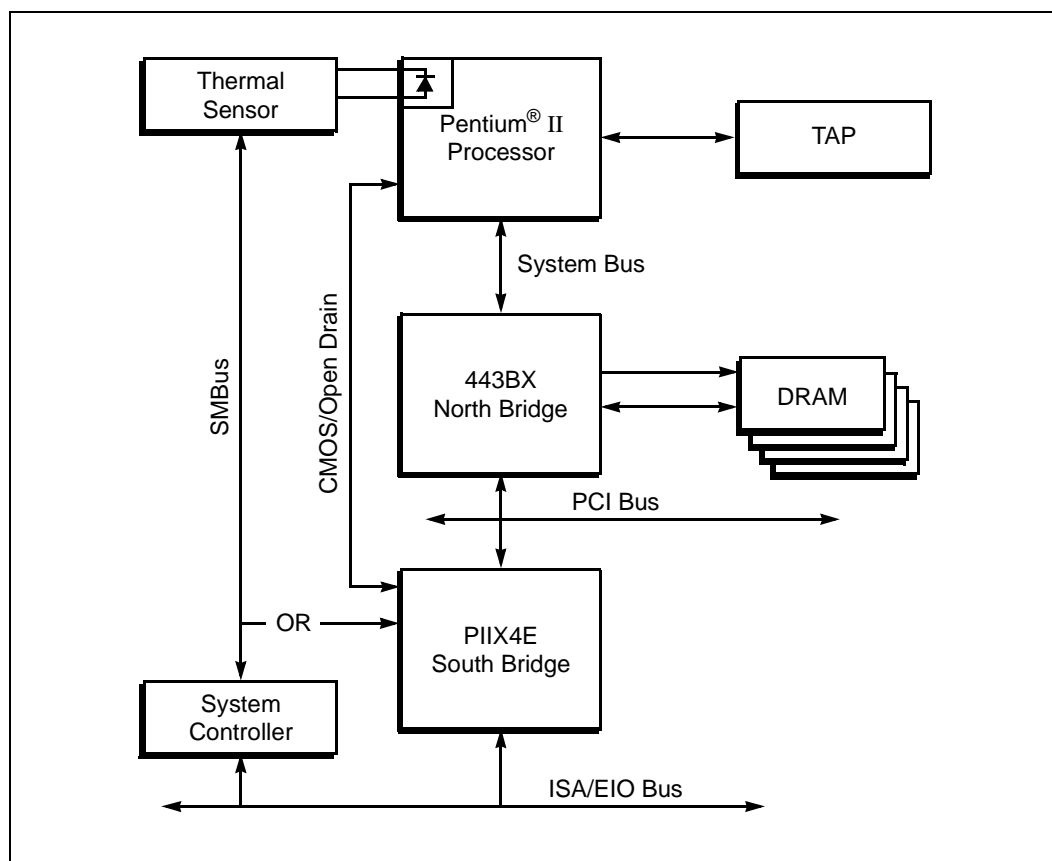 Thermal
Sensor
Pentium® II
Processor
TAP
System Bus
SMBus
CMOS/Open Drain
443BX
North Bridge
DRAM
PCI Bus
OR
PIIX4E
South Bridge
System
Controller
ISA/EIO Bus